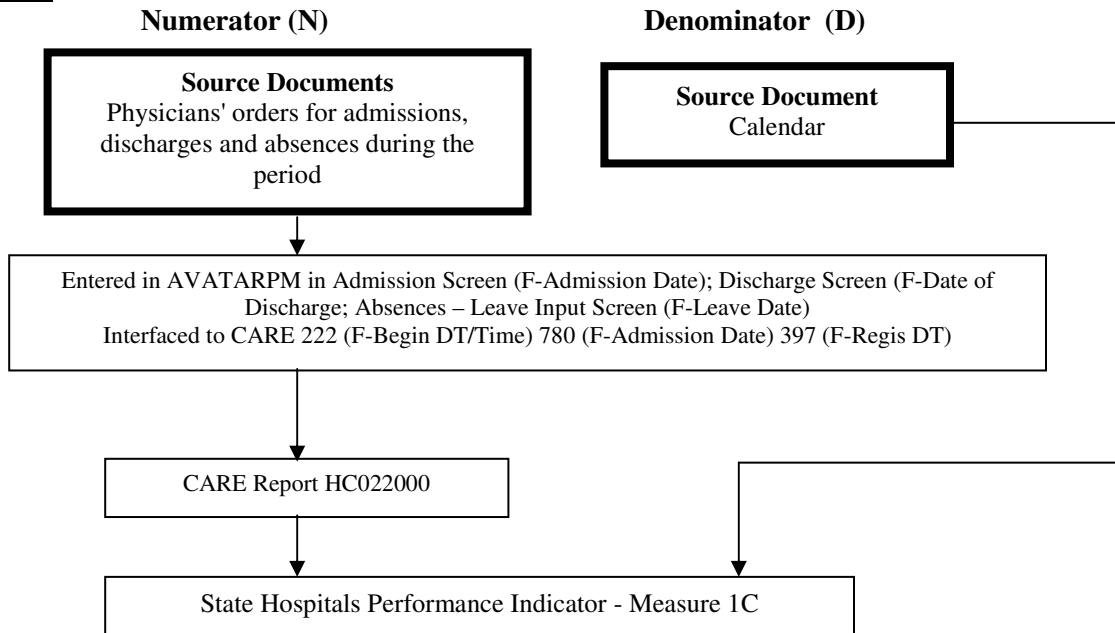 Numerator (N)
Denominator (D)
Source Documents
Physicians' orders for admissions,
discharges and absences during the
period
Source Document
Calendar
Entered in AVATARPM in Admission Screen (F-Admission Date); Discharge Screen (F-Date of
Discharge; Absences – Leave Input Screen (F-Leave Date)
Interfaced to CARE 222 (F-Begin DT/Time) 780 (F-Admission Date) 397 (F-Regis DT)
CARE Report HC022000
State Hospitals Performance Indicator - Measure 1C